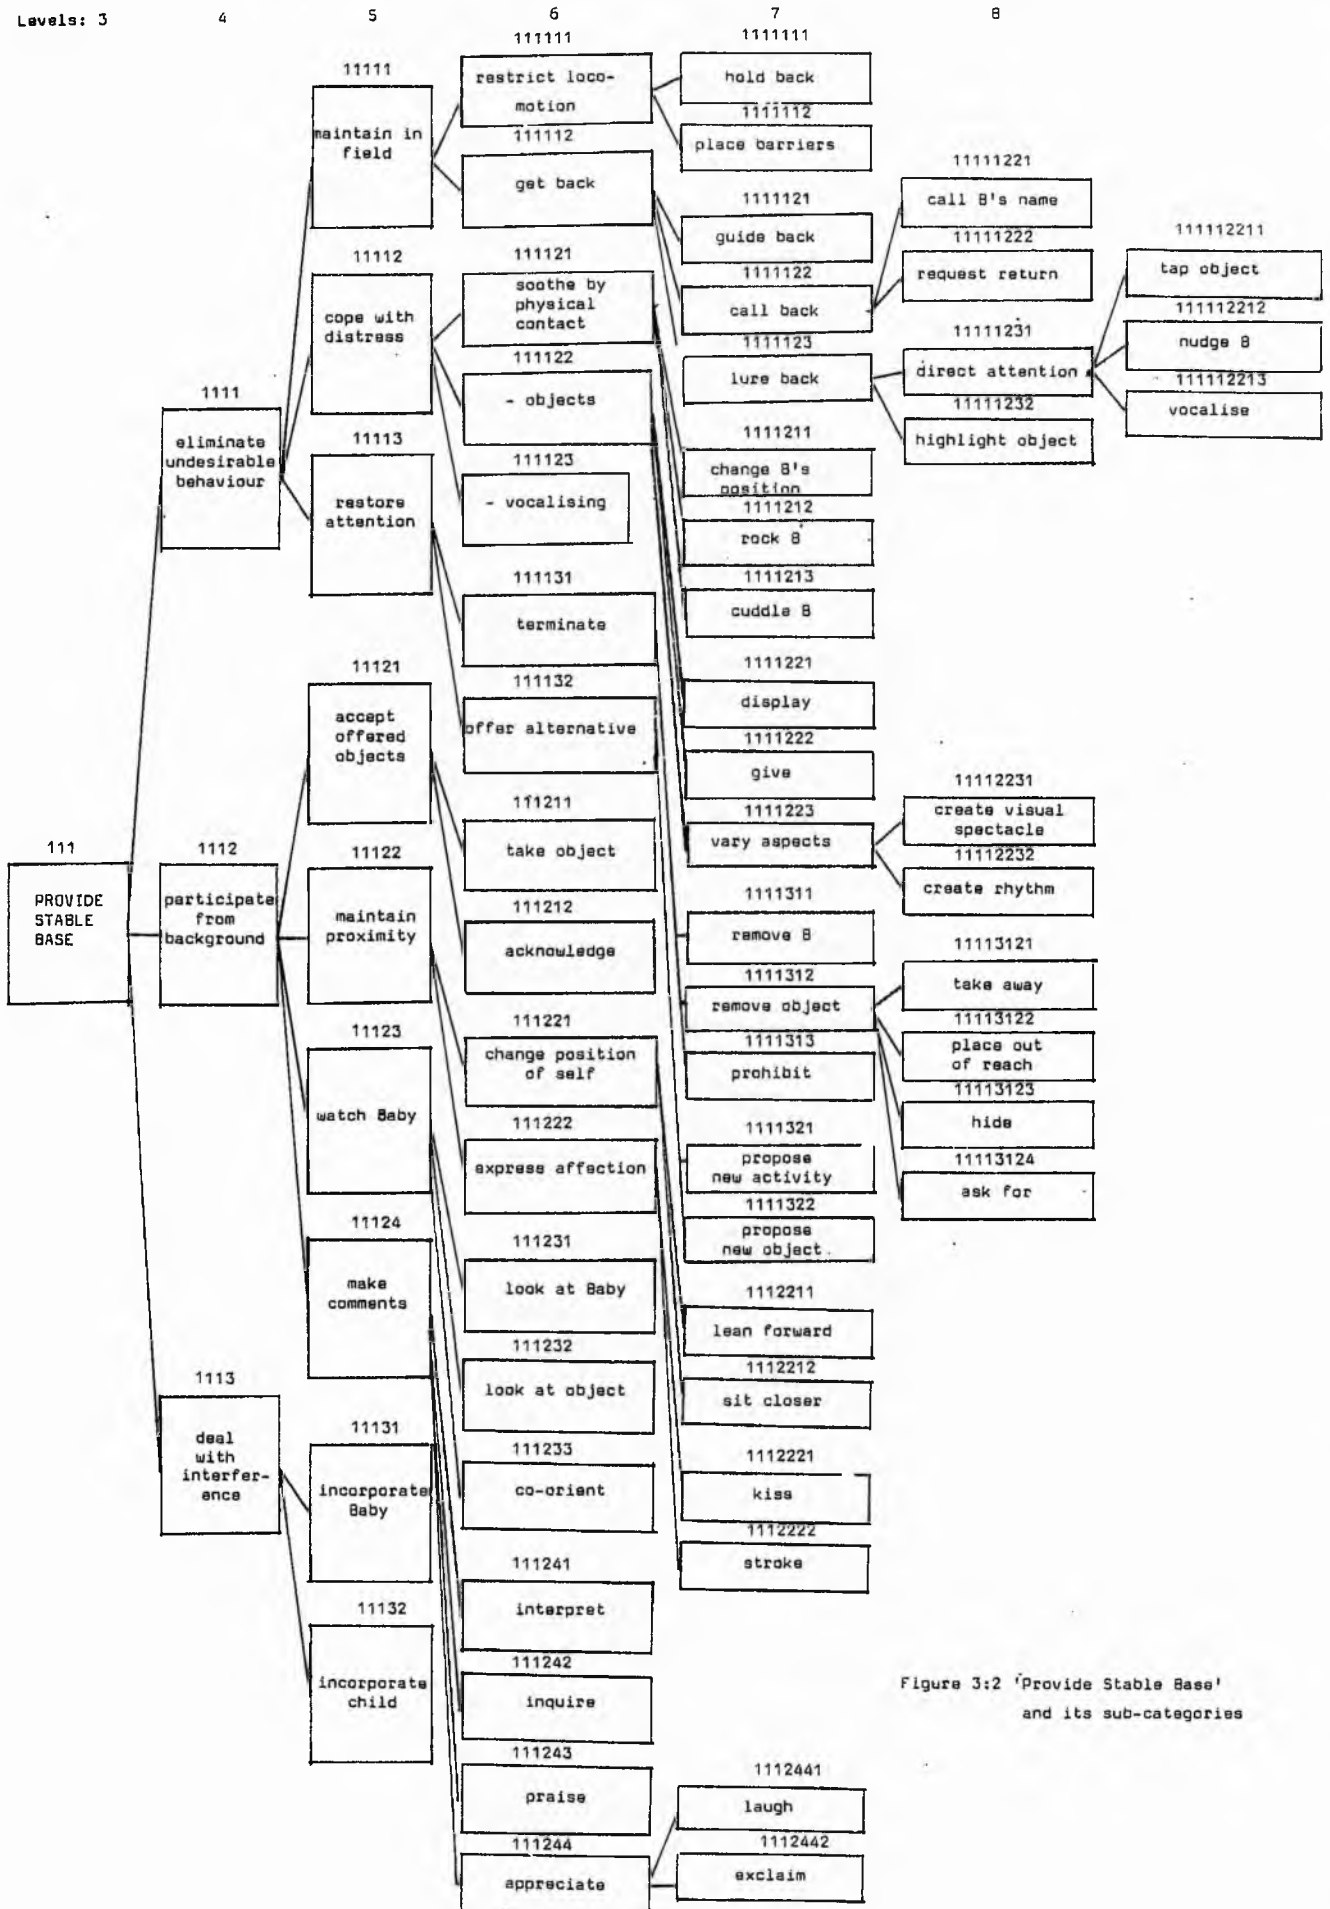 Levels: 3 4 5 6 7 8
111
PROVIDE
STABLE
BASE
1111
eliminate
undesirable
behaviour
1112
participate
from
background
1113
deal
with
interfer-
ence
11111
maintain in
field
11112
cope with
distress
11113
restore
attention
11121
accept
offered
objects
11122
maintain
proximity
11123
watch Baby
11124
make
comments
11131
incorporate
Baby
11132
incorporate
child
111111
restrict loco-
motion
111112
get back
111121
soothe by
physical
contact
111122
- objects
111123
- vocalising
111131
terminate
111132
offer alternative
111211
take object
111212
acknowledge
111221
change position
of self
111222
express affection
111231
look at Baby
111232
look at object
111233
co-orient
111241
interpret
111242
inquire
111243
praise
111244
appreciate
1111111
hold back
1111112
place barriers
1111121
guide back
1111122
call back
1111123
lure back
1111211
change B's
position
1111212
rock B
1111213
cuddle B
1111221
display
1111222
give
1111223
vary aspects
1111311
remove B
1111312
remove object
1111313
prohibit
1111321
propose
new activity
1111322
propose
new object
1112211
lean forward
1112212
sit closer
1112221
kiss
1112222
stroke
1112441
laugh
1112442
exclaim
11111221
call B's name
11111222
request return
11111231
direct attention
11111232
highlight object
11112231
create visual
spectacle
11112232
create rhythm
11113121
take away
11113122
place out
of reach
11113123
hide
11113124
ask for
111112211
tap object
111112212
nudge B
111112213
vocalise
Figure 3:2 'Provide Stable Base'
and its sub-categories